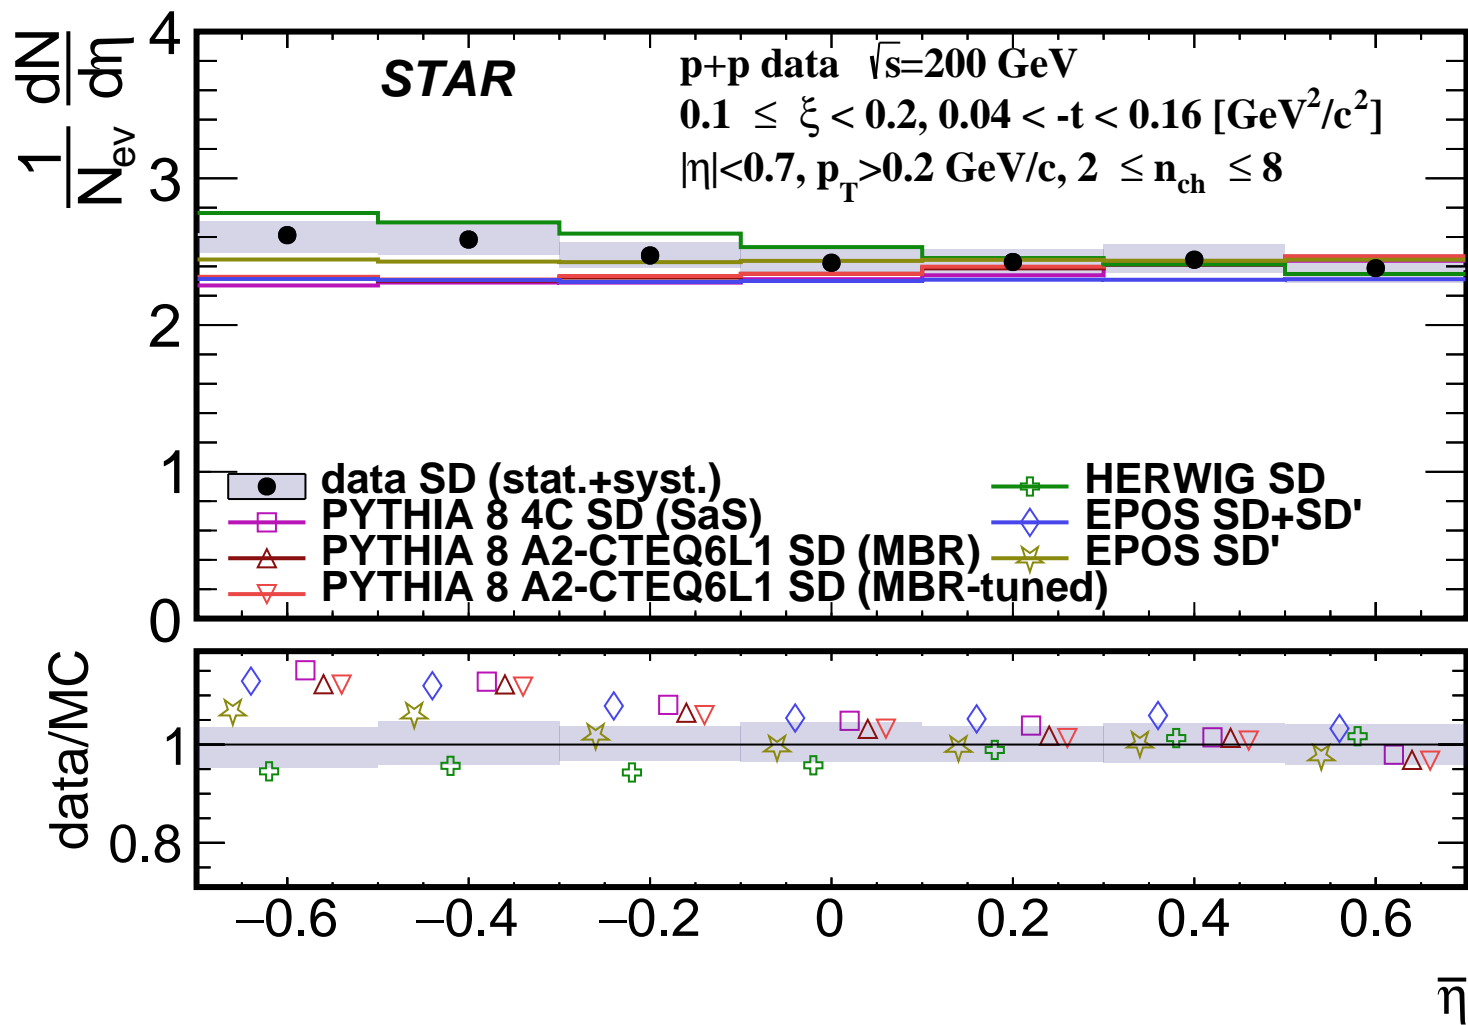 1/N_ev dN/dη
4
3
2
1
0
STAR
p+p data √s=200 GeV
0.1 ≤ ξ < 0.2, 0.04 < -t < 0.16 [GeV²/c²]
|η|<0.7, p_T>0.2 GeV/c, 2 ≤ n_ch ≤ 8
data SD (stat.+syst.)
PYTHIA 8 4C SD (SaS)
PYTHIA 8 A2-CTEQ6L1 SD (MBR)
PYTHIA 8 A2-CTEQ6L1 SD (MBR-tuned)
HERWIG SD
EPOS SD+SD'
EPOS SD'
data/MC
1
0.8
−0.6 −0.4 −0.2 0 0.2 0.4 0.6
η̅